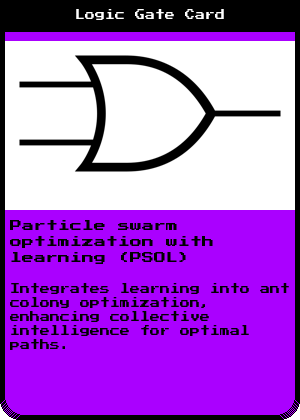 Logic Gate Card
Particle swarm
optimization with
learning (PSOL)
Integrates learning into ant
colony optimization,
enhancing collective
intelligence for optimal
paths.